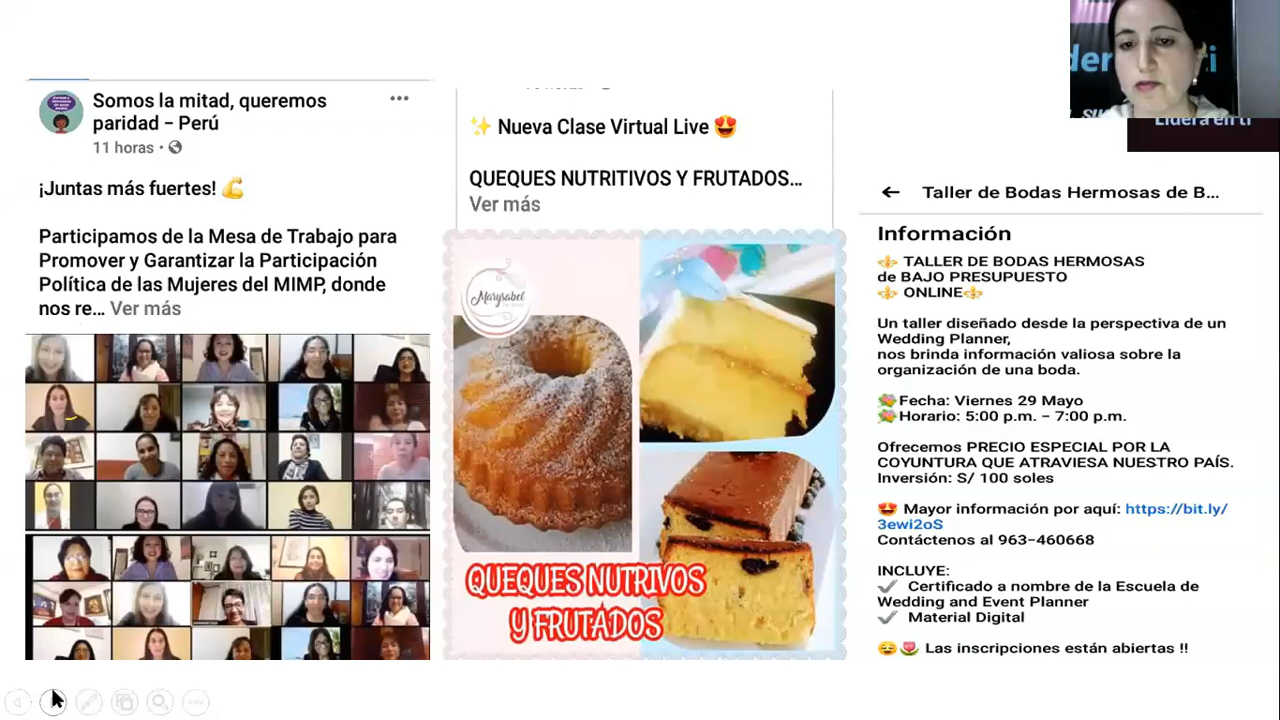 Somos la mitad, queremos
paridad - Perú
11 horas
¡Juntas más fuertes! 💪
Participamos de la Mesa de Trabajo para
Promover y Garantizar la Participación
Política de las Mujeres del MIMP, donde
nos re... Ver más
✨ Nueva Clase Virtual Live 😍
QUEQUES NUTRITIVOS Y FRUTADOS...
Ver más
Marysabel
QUEQUES NUTRIVOS
Y FRUTADOS
Lidera en ti
Taller de Bodas Hermosas de B...
Información
⚜️ TALLER DE BODAS HERMOSAS
de BAJO PRESUPUESTO
⚜️ ONLINE⚜️
Un taller diseñado desde la perspectiva de un
Wedding Planner,
nos brinda información valiosa sobre la
organización de una boda.
💐Fecha: Viernes 29 Mayo
💐Horario: 5:00 p.m. - 7:00 p.m.
Ofrecemos PRECIO ESPECIAL POR LA
COYUNTURA QUE ATRAVIESA NUESTRO PAÍS.
Inversión: S/ 100 soles
😍 Mayor información por aquí: https://bit.ly/
3ewi2oS
Contáctenos al 963-460668
INCLUYE:
✔ Certificado a nombre de la Escuela de
Wedding and Event Planner
✔ Material Digital
😌🌷 Las inscripciones están abiertas !!